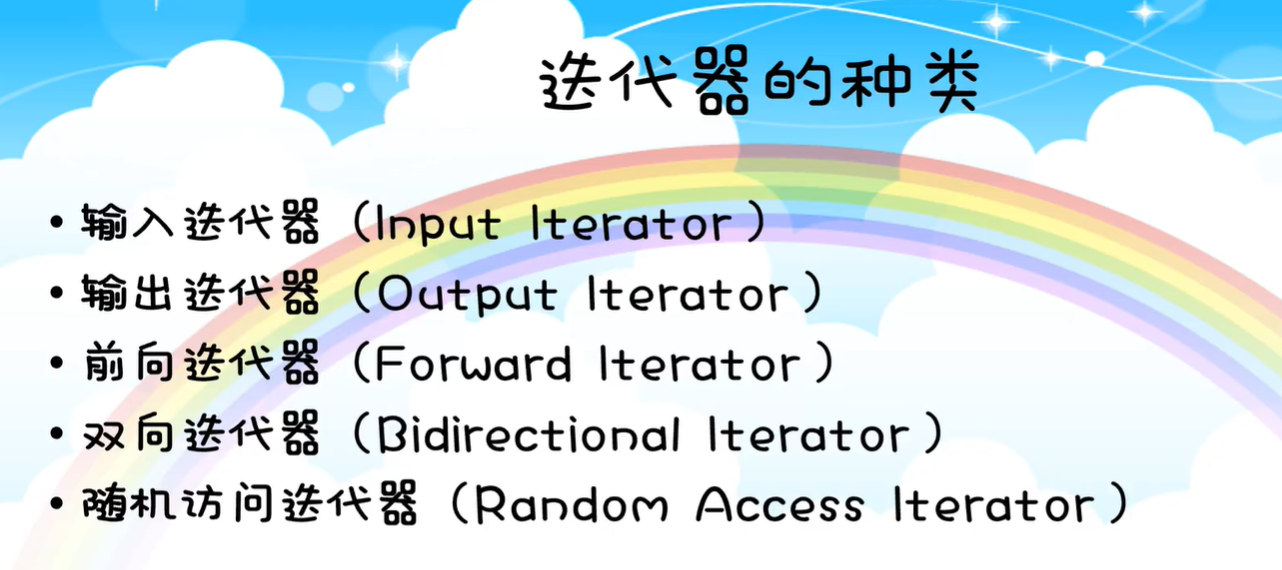 迭代器的种类
• 输入迭代器（Input Iterator）
• 输出迭代器（Output Iterator）
• 前向迭代器（Forward Iterator）
• 双向迭代器（Bidirectional Iterator）
• 随机访问迭代器（Random Access Iterator）